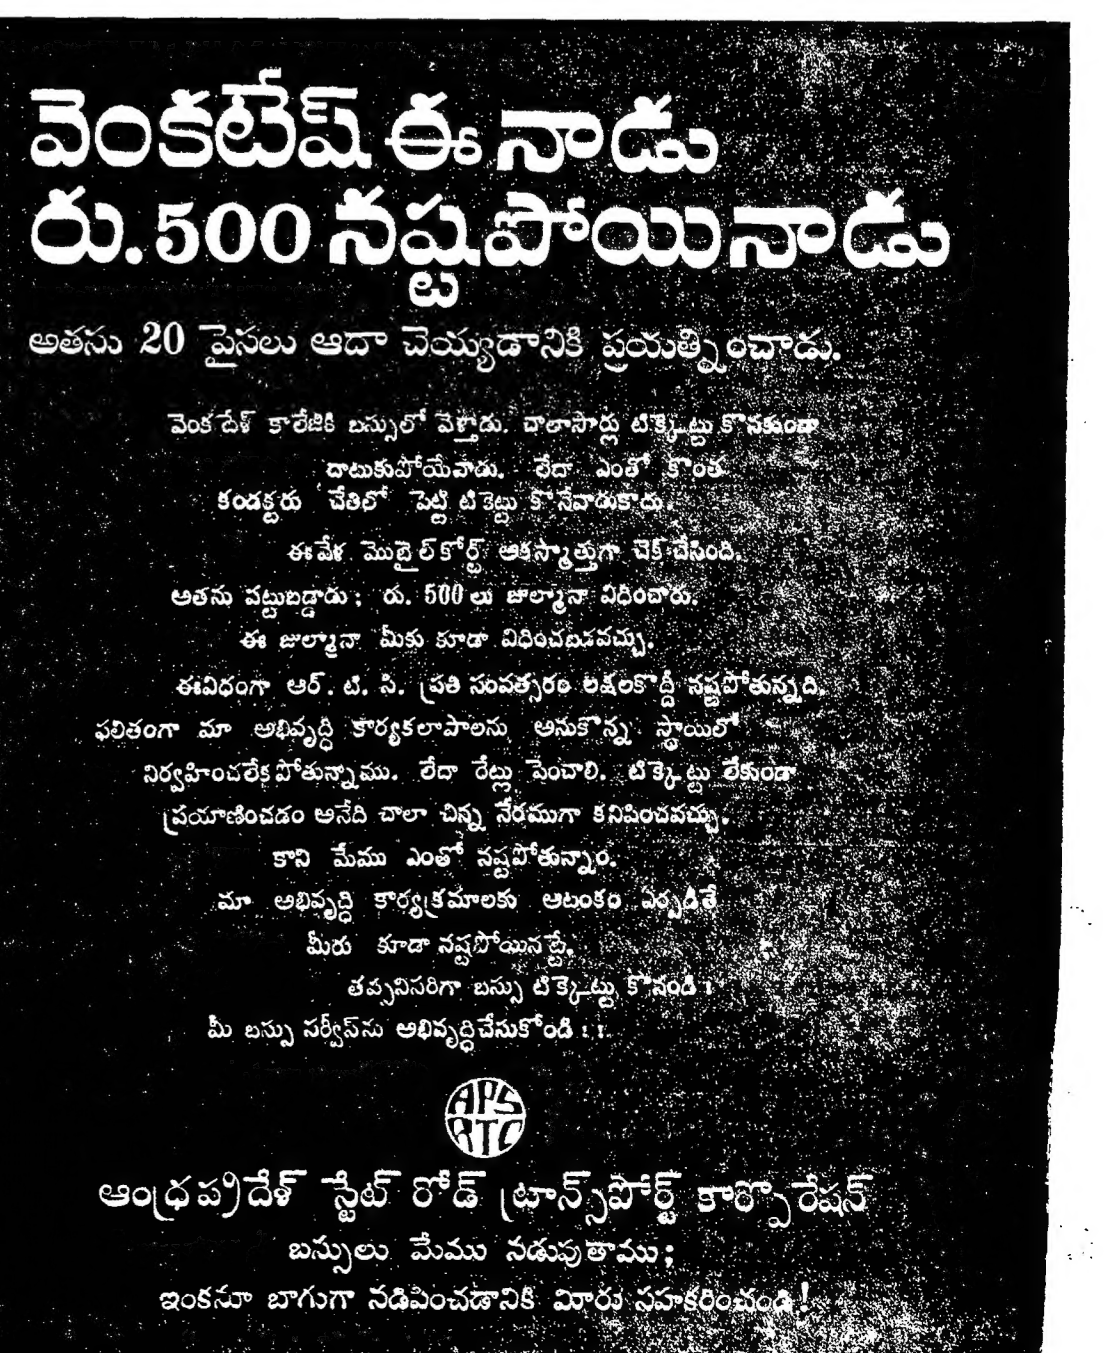 వెంకటేష్ ఈ నాడు
రు. 500 నష్టపోయినాడు
అతను 20 పైసలు ఆదా చెయ్యడానికి ప్రయత్నించాడు.
వెంకటేశ్ కాలేజికి బస్సులో వెళ్తాడు. చాలాసార్లు టిక్కెట్టు కొనకుండా
దాటుకుపోయేవాడు. లేదా ఎంతో కొంత
కండక్టరు చేతిలో పెట్టి టికెట్టు కొనేవాడుకాదు.
ఈవేళ మొబైల్ కోర్ట్ ఆకస్మాత్తుగా చెక్ చేసింది.
అతను పట్టుబడ్డాడు; రు. 500 లు జుల్మానా విధించారు.
ఈ జుల్మానా మీకు కూడా విధించబడవచ్చు.
ఈవిధంగా ఆర్. టి. సి. ప్రతి సంవత్సరం లక్షలకొద్దీ నష్టపోతున్నది.
ఫలితంగా మా అభివృద్ధి కార్యకలాపాలను అనుకొన్న స్థాయిలో
నిర్వహించలేక పోతున్నాము. లేదా రేట్లు పెంచాలి. టిక్కెట్టు లేకుండా
ప్రయాణించడం అనేది చాలా చిన్న నేరముగా కనిపించవచ్చు.
కాని మేము ఎంతో నష్టపోతున్నాం.
మా అభివృద్ధి కార్యక్రమాలకు ఆటంకం ఏర్పడితే
మీరు కూడా నష్టపోయినట్టే.
తప్పనిసరిగా బస్సు టిక్కెట్టు కొనండి !
మీ బస్సు సర్వీస్‌ను అభివృద్ధిచేసుకోండి ! !
APS
RTC
ఆంధ్రప్రదేశ్ స్టేట్ రోడ్ ట్రాన్స్‌పోర్ట్ కార్పొరేషన్
బస్సులు మేము నడుపుతాము;
ఇంకనూ బాగుగా నడిపించడానికి మీరు సహకరించండి !